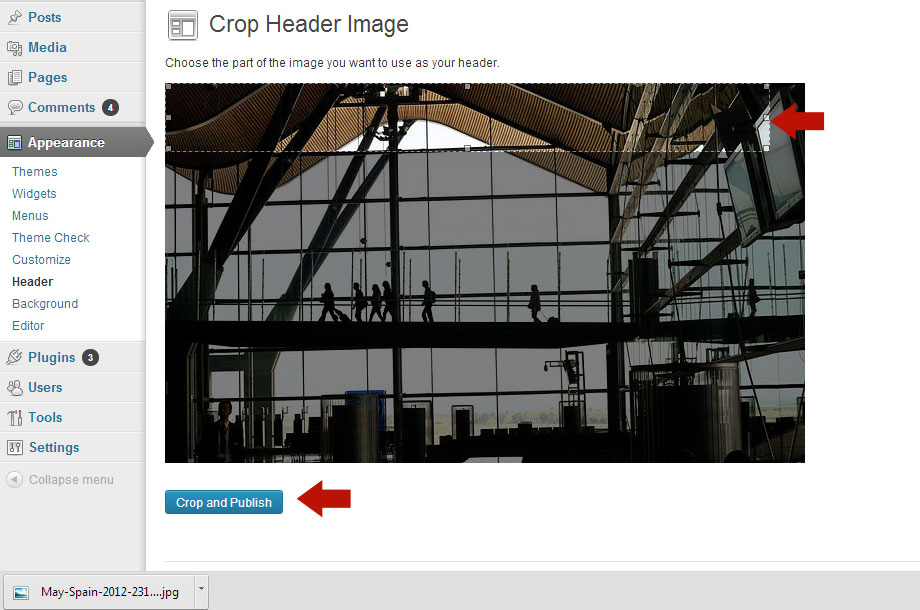 Posts
Media
Pages
Comments 4
Appearance
Themes
Widgets
Menus
Theme Check
Customize
Header
Background
Editor
Plugins 3
Users
Tools
Settings
Collapse menu
Crop Header Image
Choose the part of the image you want to use as your header.
Crop and Publish
May-Spain-2012-231....jpg